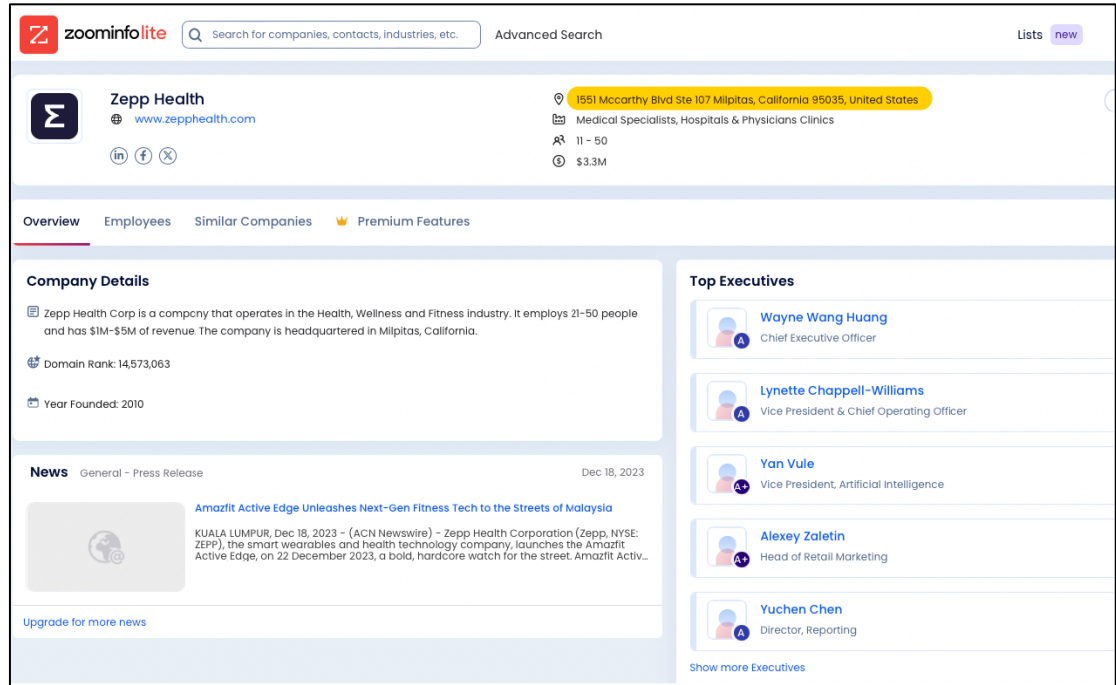 zoominfolite
Search for companies, contacts, industries, etc.
Advanced Search
Lists new
Zepp Health
www.zepphealth.com
1551 Mccarthy Blvd Ste 107 Milpitas, California 95035, United States
Medical Specialists, Hospitals & Physicians Clinics
11 - 50
$3.3M
Overview Employees Similar Companies Premium Features
Company Details
Zepp Health Corp is a company that operates in the Health, Wellness and Fitness industry. It employs 21-50 people
and has $1M-$5M of revenue. The company is headquartered in Milpitas, California.
Domain Rank: 14,573,063
Year Founded: 2010
News General - Press Release Dec 18, 2023
Amazfit Active Edge Unleashes Next-Gen Fitness Tech to the Streets of Malaysia
KUALA LUMPUR, Dec 18, 2023 - (ACN Newswire) - Zepp Health Corporation (Zepp, NYSE:
ZEPP), the smart wearables and health technology company, launches the Amazfit
Active Edge, on 22 December 2023, a bold, hardcore watch for the street. Amazfit Activ...
Upgrade for more news
Top Executives
Wayne Wang Huang
A Chief Executive Officer
Lynette Chappell-Williams
A Vice President & Chief Operating Officer
Yan Vule
A+ Vice President, Artificial Intelligence
Alexey Zaletin
A+ Head of Retail Marketing
Yuchen Chen
A Director, Reporting
Show more Executives